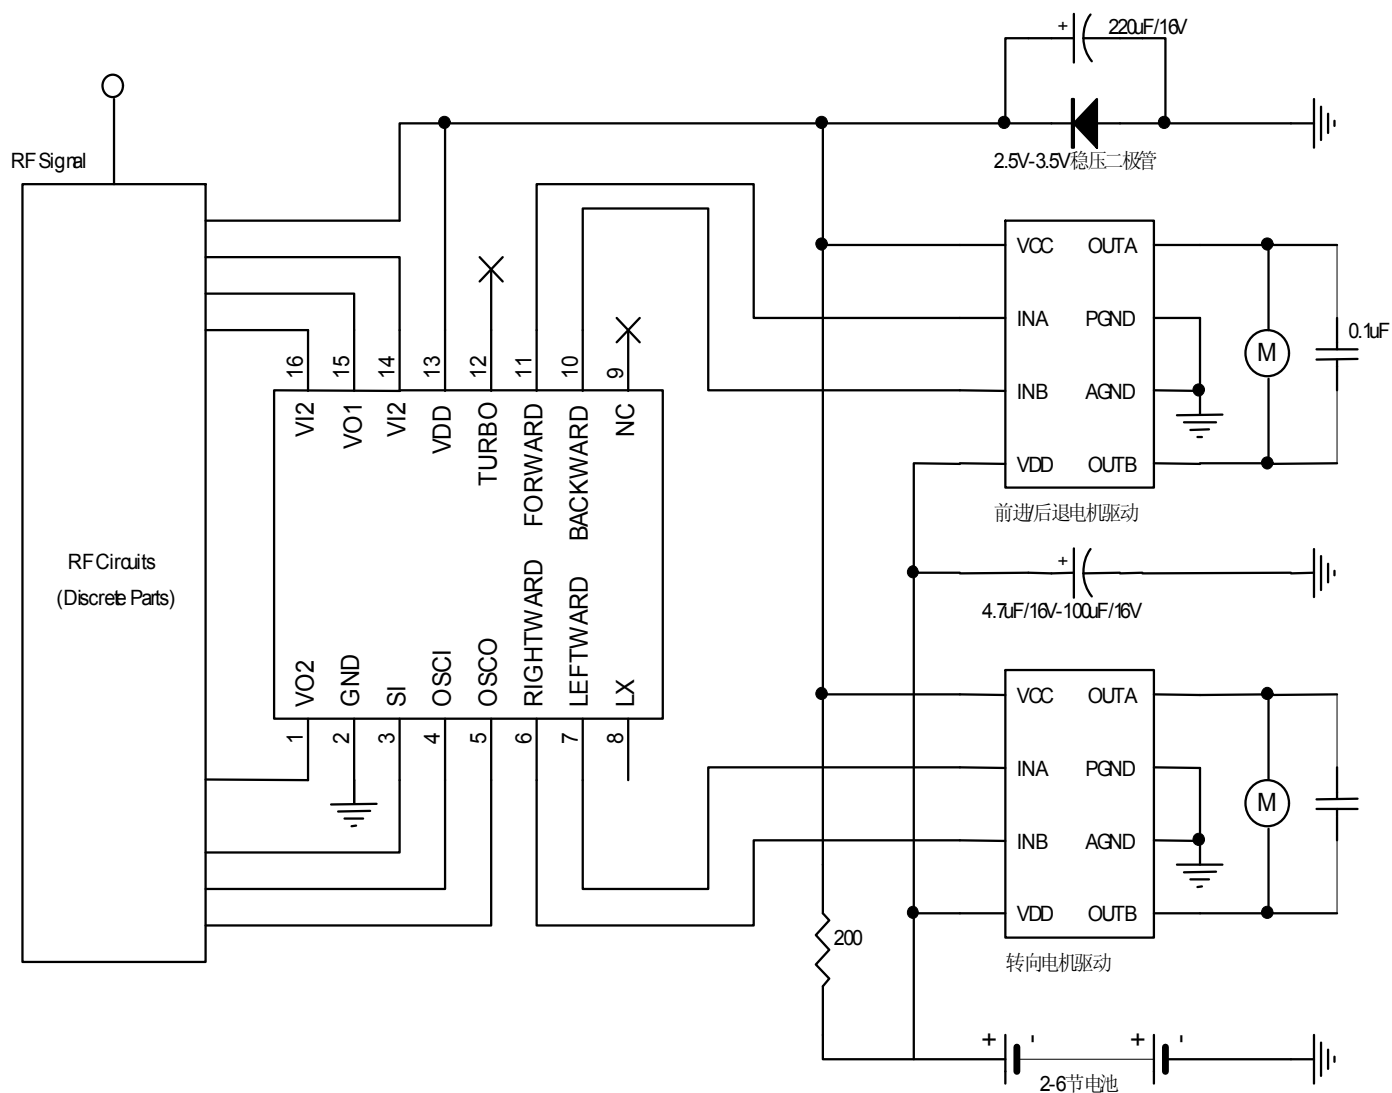 + 220uF/16V
RF Signal
2.5V-3.5V稳压二极管
VCC OUTA
INA PGND
INB AGND
VDD OUTB
M
0.1uF
前进/后退电机驱动
16 15 14 13 12 11 10 9
VI2 VO1 VI2 VDD TURBO FORWARD BACKWARD NC
RF Circuits
(Discrete Parts)
VO2 GND SI OSCI OSCO RIGHTWARD LEFTWARD LX
1 2 3 4 5 6 7 8
+
4.7uF/16V-100uF/16V
VCC OUTA
INA PGND
INB AGND
VDD OUTB
M
200
转向电机驱动
+ - + -
2-6节电池